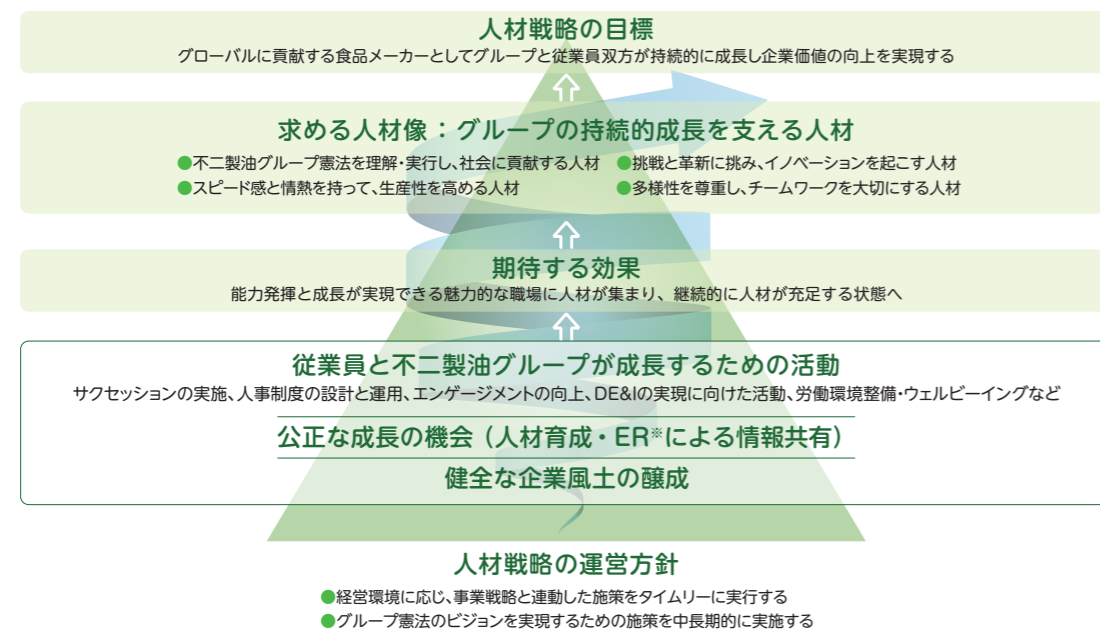 人材戦略の目標
グローバルに貢献する食品メーカーとしてグループと従業員双方が持続的に成長し企業価値の向上を実現する
求める人材像：グループの持続的成長を支える人材
●不二製油グループ憲法を理解・実行し、社会に貢献する人材 ●挑戦と革新に挑み、イノベーションを起こす人材
●スピード感と情熱を持って、生産性を高める人材 ●多様性を尊重し、チームワークを大切にする人材
期待する効果
能力発揮と成長が実現できる魅力的な職場に人材が集まり、継続的に人材が充足する状態へ
従業員と不二製油グループが成長するための活動
サクセッションの実施、人事制度の設計と運用、エンゲージメントの向上、DE&Iの実現に向けた活動、労働環境整備・ウェルビーイングなど
公正な成長の機会（人材育成・ER※による情報共有）
健全な企業風土の醸成
人材戦略の運営方針
●経営環境に応じ、事業戦略と連動した施策をタイムリーに実行する
●グループ憲法のビジョンを実現するための施策を中長期的に実施する